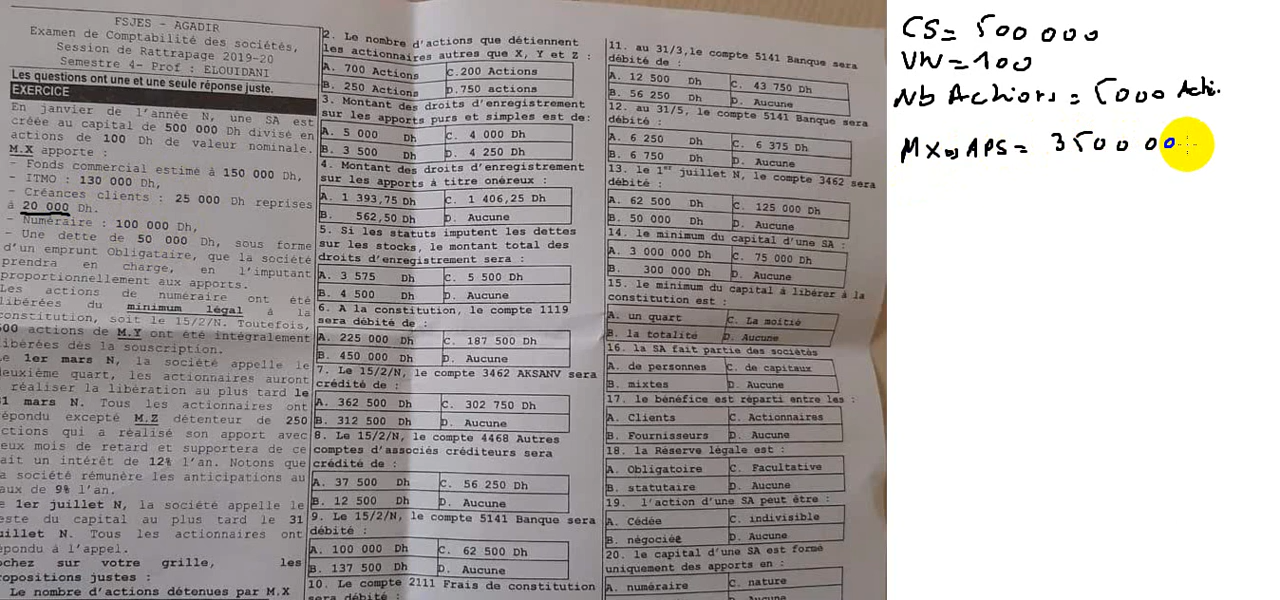 FSJES - AGADIR
Examen de Comptabilité des sociétés,
Session de Rattrapage 2019-20
Semestre 4- Prof : ELOUIDANI
Les questions ont une et une seule réponse juste.
EXERCICE
En janvier de l'année N, une SA est
créée au capital de 500 000 Dh divisé en
actions de 100 Dh de valeur nominale.
M.X apporte :
- Fonds commercial estimé à 150 000 Dh,
- ITMO : 130 000 Dh,
- Créances clients : 25 000 Dh reprises
à 20 000 Dh.
- Numéraire : 100 000 Dh,
- Une dette de 50 000 Dh, sous forme
d'un emprunt Obligataire, que la société
prendra en charge, en l'imputant
proportionnellement aux apports.
Les actions de numéraire ont été
libérées du minimum légal à la
constitution, soit le 15/2/N. Toutefois,
500 actions de M.Y ont été intégralement
libérées dès la souscription.
Le 1er mars N, la société appelle le
deuxième quart, les actionnaires auront
à réaliser la libération au plus tard le
31 mars N. Tous les actionnaires ont
répondu excepté M.Z détenteur de 250
actions qui a réalisé son apport avec
deux mois de retard et supportera de ce
fait un intérêt de 12% l'an. Notons que
la société rémunère les anticipations au
taux de 9% l'an.
Le 1er juillet N, la société appelle le
reste du capital au plus tard le 31
juillet N. Tous les actionnaires ont
répondu à l'appel.
Cochez sur votre grille, les
propositions justes :
Le nombre d'actions détenues par M.X
2. Le nombre d'actions que détiennent
les actionnaires autres que X, Y et Z :
A. 700 Actions C.200 Actions
B. 250 Actions D.750 actions
3. Montant des droits d'enregistrement
sur les apports purs et simples est de:
A. 5 000 C. 4 000 Dh
B. 3 500 D. 4 250 Dh
4. Montant des droits d'enregistrement
sur les apports à titre onéreux :
A. 1 393,75 Dh C. 1 406,25 Dh
B. 562,50 Dh D. Aucune
5. Si les statuts imputent les dettes
sur les stocks, le montant total des
droits d'enregistrement sera :
A. 3 575 Dh C. 5 500 Dh
B. 4 500 Dh D. Aucune
6. A la constitution, le compte 1119
sera débité de :
A. 225 000 Dh C. 187 500 Dh
B. 450 000 Dh D. Aucune
7. Le 15/2/N, le compte 3462 AKSANV sera
crédité de :
A. 362 500 Dh C. 302 750 Dh
B. 312 500 Dh D. Aucune
8. Le 15/2/N, le compte 4468 Autres
comptes d'associés créditeurs sera
crédité de :
A. 37 500 Dh C. 56 250 Dh
B. 12 500 Dh D. Aucune
9. Le 15/2/N, le compte 5141 Banque sera
débité :
A. 100 000 Dh C. 62 500 Dh
B. 137 500 Dh D. Aucune
10. Le compte 2111 Frais de constitution
sera débité :
11. au 31/3,le compte 5141 Banque sera
débité de :
A. 12 500 Dh C. 43 750 Dh
B. 56 250 Dh D. Aucune
12. au 31/5, le compte 5141 Banque sera
débité :
A. 6 250 Dh C. 6 375 Dh
B. 6 750 Dh D. Aucune
13. le 1er juillet N, le compte 3462 sera
débité :
A. 62 500 Dh C. 125 000 Dh
B. 50 000 Dh D. Aucune
14. le minimum du capital d'une SA :
A. 3 000 000 Dh C. 75 000 Dh
B. 300 000 Dh D. Aucune
15. le minimum du capital à libérer à la
constitution est :
A. un quart C. La moitié
B. la totalité D. Aucune
16. la SA fait partie des sociétés
A. de personnes C. de capitaux
B. mixtes D. Aucune
17. le bénéfice est réparti entre les :
A. Clients C. Actionnaires
B. Fournisseurs D. Aucune
18. la Réserve légale est :
A. Obligatoire C. Facultative
B. statutaire D. Aucune
19. l'action d'une SA peut être :
A. Cédée C. indivisible
B. négociée D. Aucune
20. le capital d'une SA est formé
uniquement des apports en :
A. numéraire C. nature
Aucune
CS= 500 000
VN = 100
Nb Actions = 5000 Acti.
MX APS = 350000